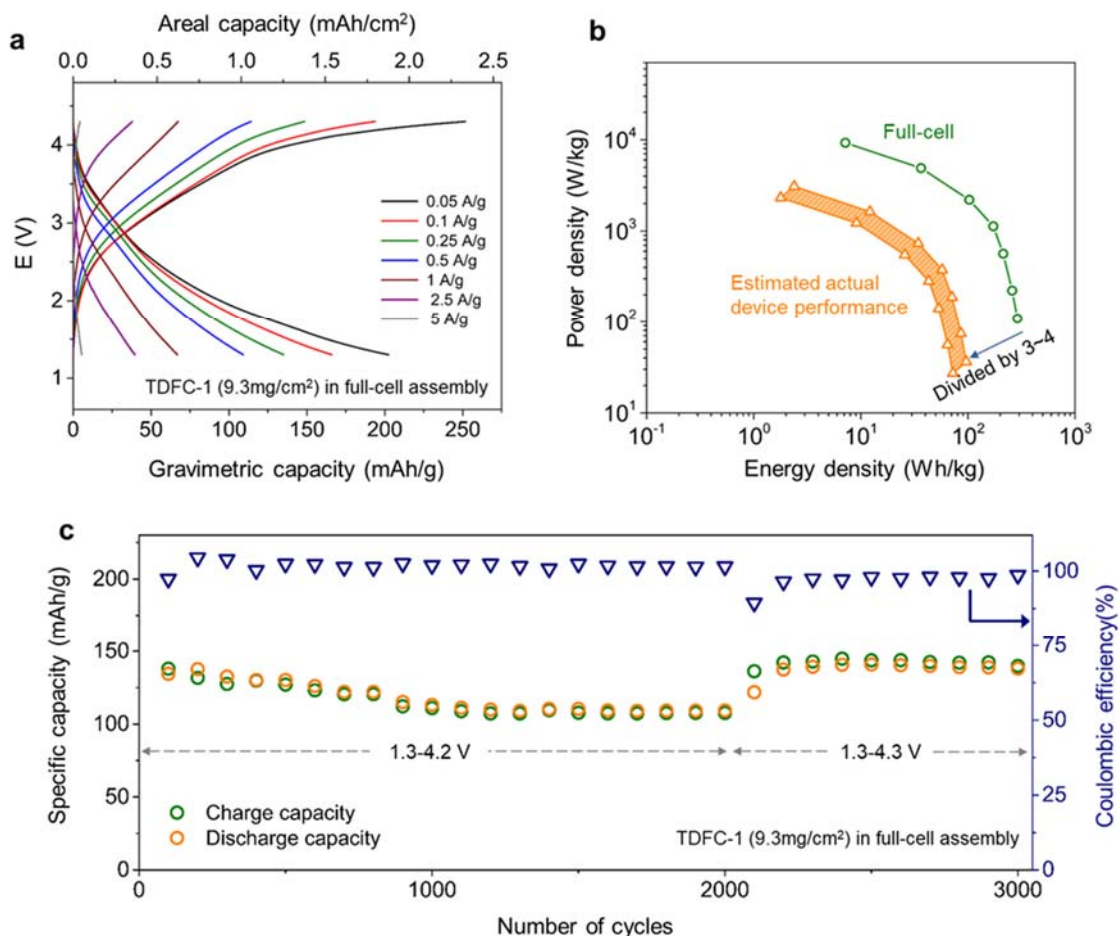 a
Areal capacity (mAh/cm²)
0.0 0.5 1.0 1.5 2.0 2.5
E (V)
4
3
2
1
0.05 A/g
0.1 A/g
0.25 A/g
0.5 A/g
1 A/g
2.5 A/g
5 A/g
TDFC-1 (9.3mg/cm²) in full-cell assembly
0 50 100 150 200 250
Gravimetric capacity (mAh/g)
b
Power density (W/kg)
10⁴
10³
10²
10¹
Full-cell
Estimated actual
device performance
Divided by 3~4
10⁻¹ 10⁰ 10¹ 10² 10³
Energy density (Wh/kg)
c
Specific capacity (mAh/g)
200
150
100
50
0
1.3-4.2 V
1.3-4.3 V
Charge capacity
Discharge capacity
TDFC-1 (9.3mg/cm²) in full-cell assembly
100
75
50
25
0
Coulombic efficiency(%)
0 1000 2000 3000
Number of cycles